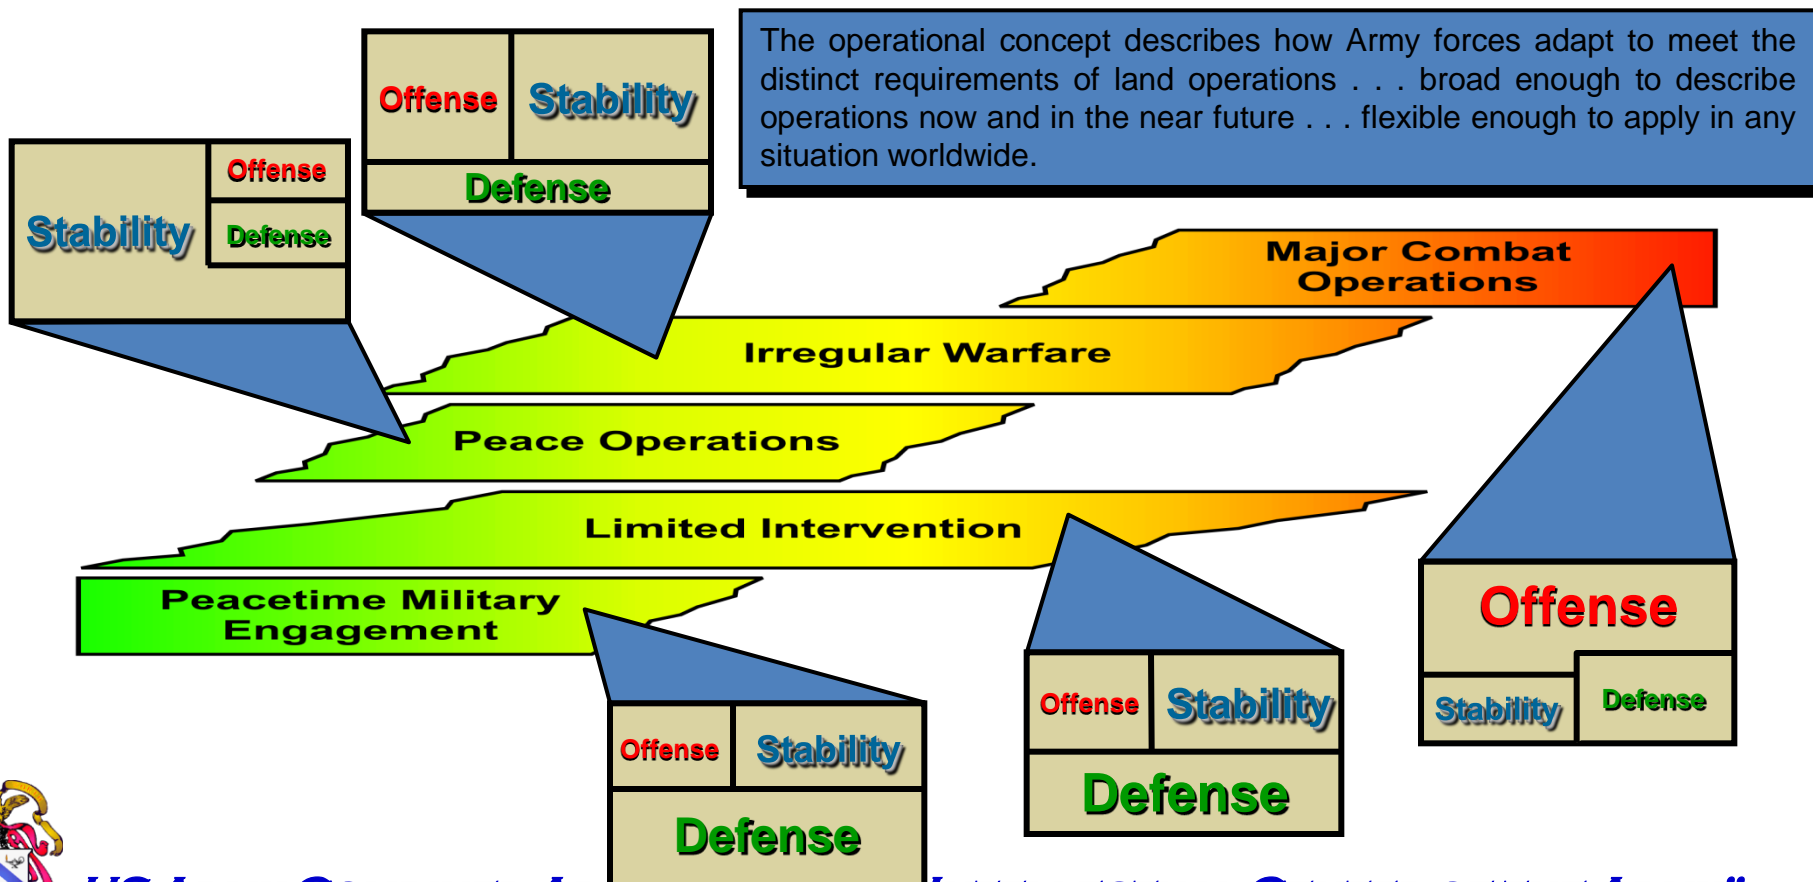 The operational concept describes how Army forces adapt to meet the
distinct requirements of land operations . . . broad enough to describe
operations now and in the near future . . . flexible enough to apply in any
situation worldwide.
Offense
Stability
Defense
Stability
Offense
Defense
Major Combat
Operations
Irregular Warfare
Peace Operations
Limited Intervention
Peacetime Military
Engagement
Offense
Stability
Defense
Offense
Stability
Defense
Offense
Stability
Defense